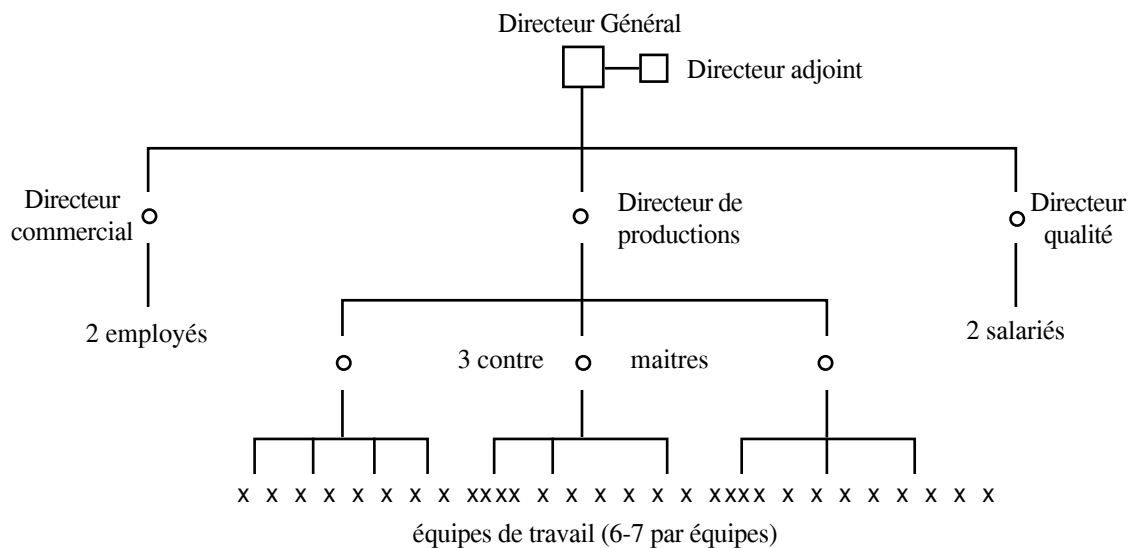 Directeur Général
Directeur adjoint
Directeur
commercial
Directeur de
productions
Directeur
qualité
2 employés
2 salariés
3 contre maitres
x x x x x x x x xxxx x x x x x x x xxxx x x x x x x x x
équipes de travail (6-7 par équipes)